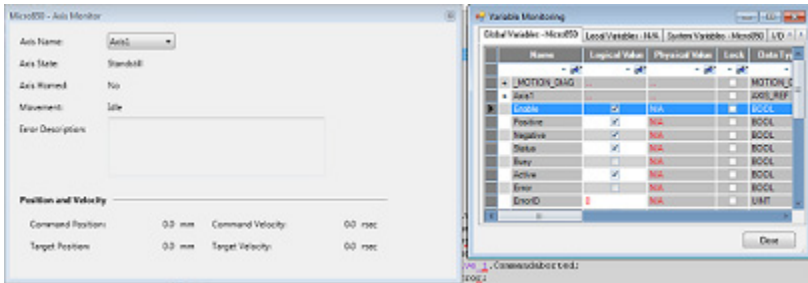 Micro850 - Axis Monitor
Axis Name: Axis1
Axis State: Standstill
Axis Homed: No
Movement: Idle
Error Description:
Position and Velocity
Command Position: 0.0 mm Command Velocity: 0.0
Target Position: 0.0 mm Target Velocity: 0.0
Variable Monitoring
Global Variables - Micro850 Local Variables - N/A System Variables - Micro850 I/O -
Name Logical Value Physical Value Lock Data Ty
_MOTION_DIAG ... ... MOTION_D
Axis1 ... ... AXIS_REF
Enable N/A BOOL
Positive N/A BOOL
Negative N/A BOOL
Status N/A BOOL
Busy N/A BOOL
Active N/A BOOL
Error N/A BOOL
ErrorID 0 N/A UINT
Close
.CommandAborted;